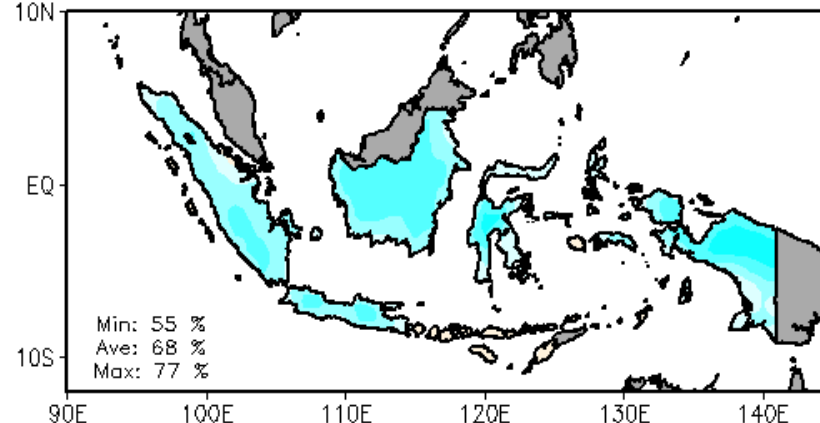 10N
EQ
10S
Min: 55 %
Ave: 68 %
Max: 77 %
90E 100E 110E 120E 130E 140E